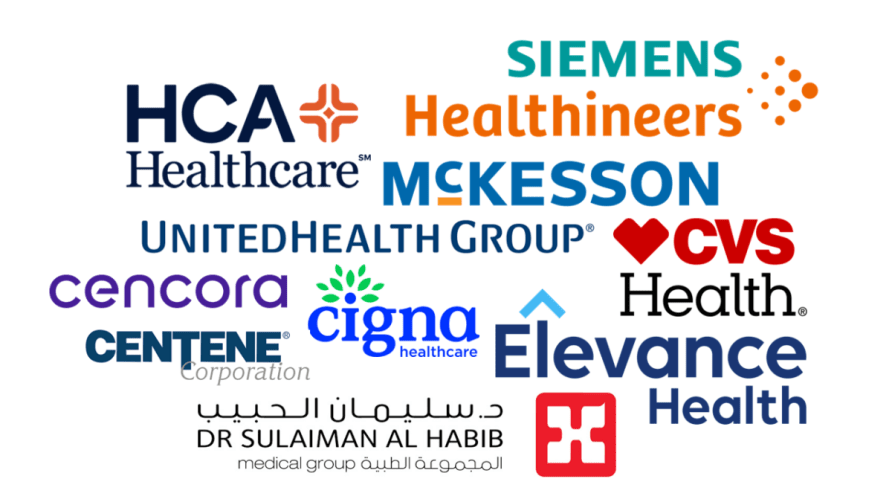 SIEMENS
Healthineers
HCA
Healthcare℠
MCKESSON
UNITEDHEALTH GROUP®
CVS
Health®
cencora
cigna
healthcare
CENTENE®
Corporation
Elevance
Health
د. سليمان الحبيب
DR SULAIMAN AL HABIB
medical group المجموعة الطبية